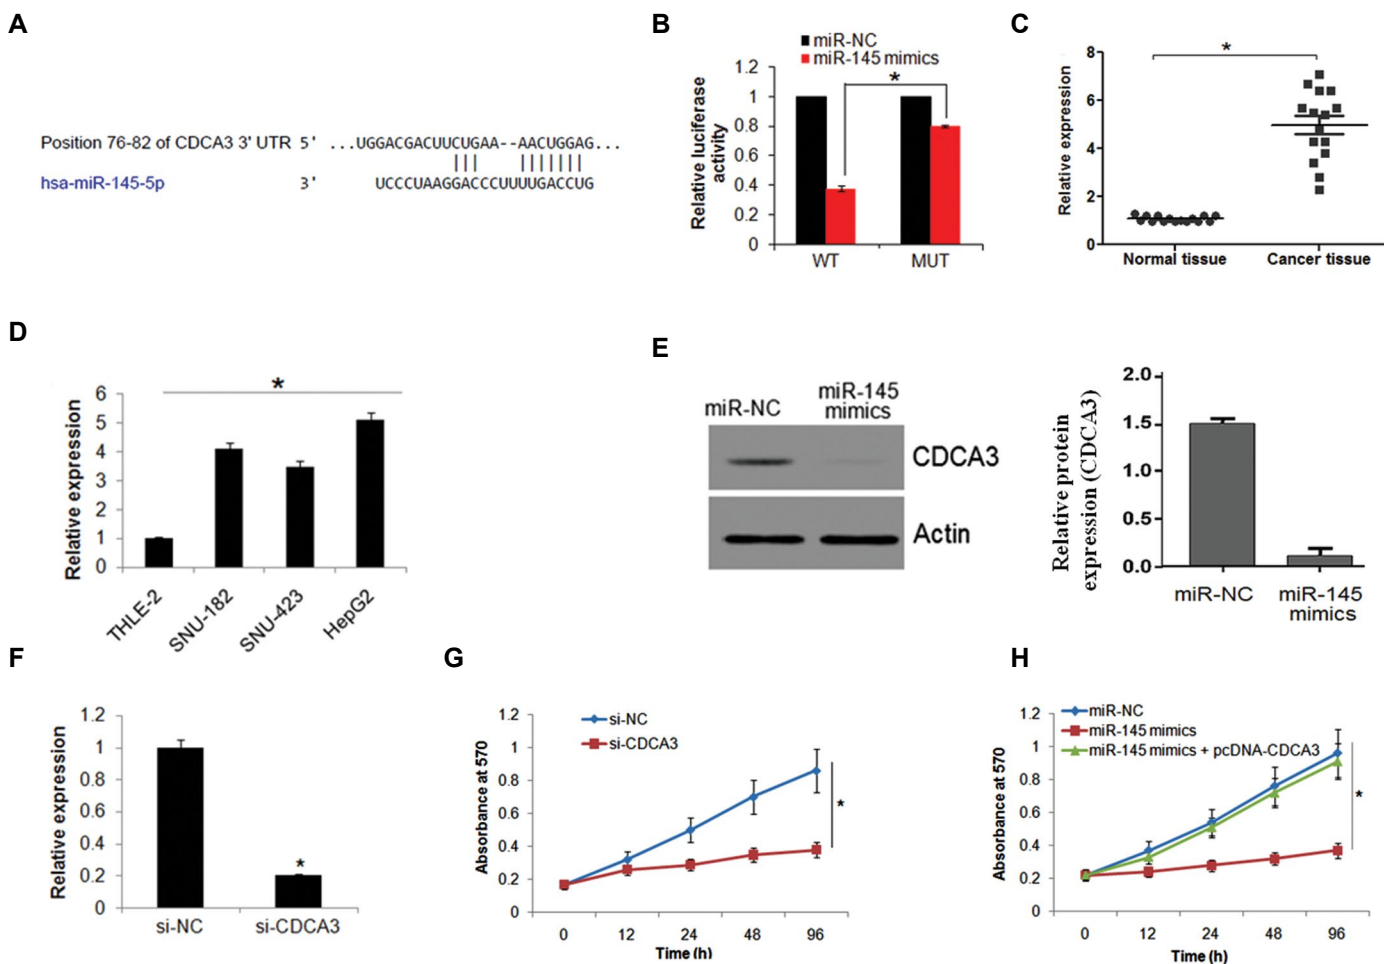 A
Position 76-82 of CDCA3 3' UTR 5' ...UGGACGACUUCUGAA--AACUGGAG...
hsa-miR-145-5p 3' UCCCUAAGGACCCUUUUGACCUG
B
miR-NC
miR-145 mimics
Relative luciferase
activity
1.2
1
0.8
0.6
0.4
0.2
0
*
WT MUT
C
Relative expression
8
6
4
2
0
*
Normal tissue Cancer tissue
D
Relative expression
6
5
4
3
2
1
0
*
THLE-2
SNU-182
SNU-423
HepG2
E
miR-NC
miR-145
mimics
CDCA3
Actin
Relative protein
expression (CDCA3)
2.0
1.5
1.0
0.5
0.0
miR-NC
miR-145
mimics
F
Relative expression
1.2
1
0.8
0.6
0.4
0.2
0
*
si-NC si-CDCA3
G
Absorbance at 570
1.2
1
0.8
0.6
0.4
0.2
0
si-NC
si-CDCA3
*
0 12 24 48 96
Time (h)
H
Absorbance at 570
1.2
1
0.8
0.6
0.4
0.2
0
miR-NC
miR-145 mimics
miR-145 mimics + pcDNA-CDCA3
*
0 12 24 48 96
Time (h)